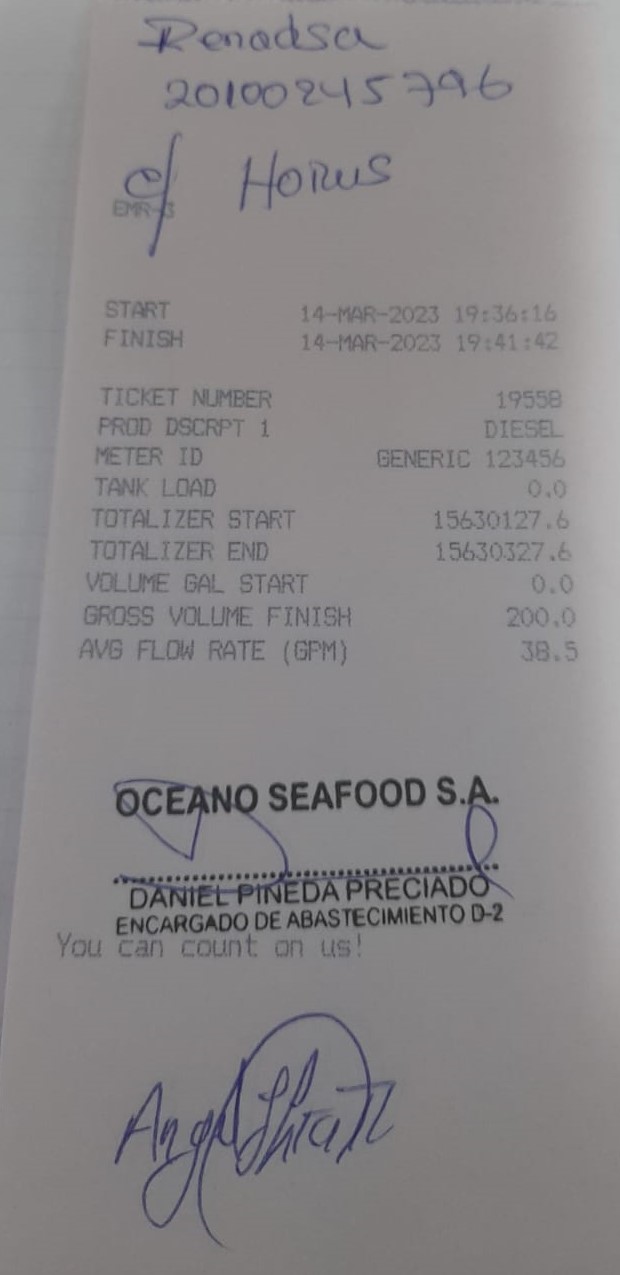 Renadsa
20100245796
c/ Horus
EMR-3
START 14-MAR-2023 19:36:16
FINISH 14-MAR-2023 19:41:42
TICKET NUMBER 19558
PROD DSCRPT 1 DIESEL
METER ID GENERIC 123456
TANK LOAD 0.0
TOTALIZER START 15630127.6
TOTALIZER END 15630327.6
VOLUME GAL START 0.0
GROSS VOLUME FINISH 200.0
AVG FLOW RATE (GPM) 38.5
OCEANO SEAFOOD S.A.
DANIEL PINEDA PRECIADO
ENCARGADO DE ABASTECIMIENTO D-2
You can count on us!